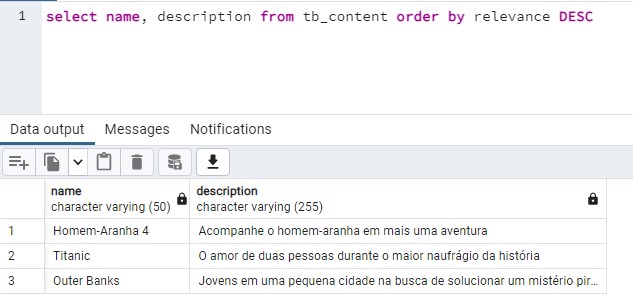 1 select name, description from tb_content order by relevance DESC
Data output Messages Notifications
name description
character varying (50) character varying (255)
1 Homem-Aranha 4 Acompanhe o homem-aranha em mais uma aventura
2 Titanic O amor de duas pessoas durante o maior naufrágio da história
3 Outer Banks Jovens em uma pequena cidade na busca de solucionar um mistério pir...